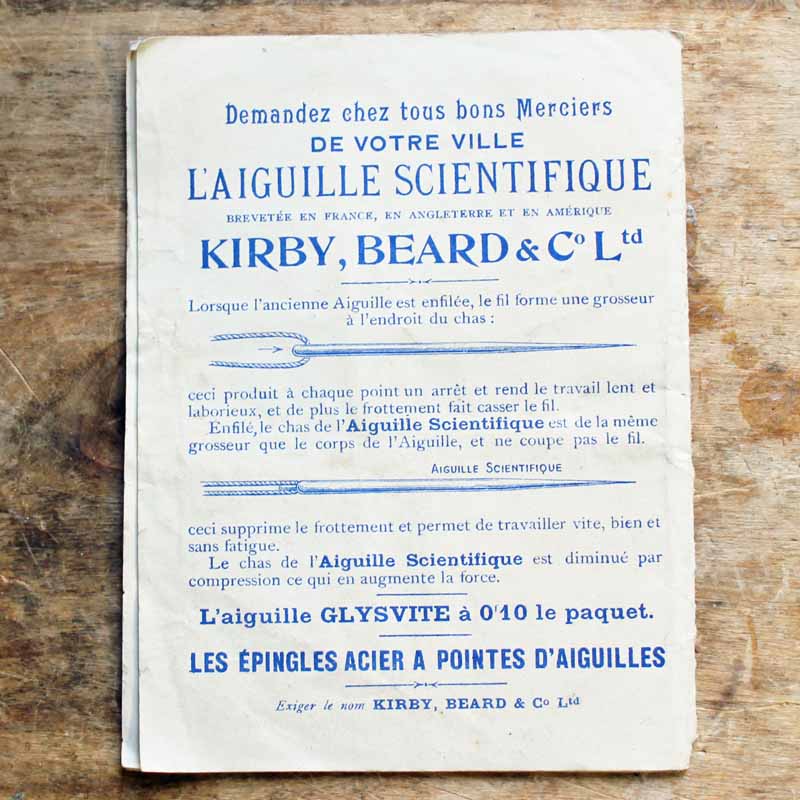 Demandez chez tous bons Merciers
DE VOTRE VILLE
L'AIGUILLE SCIENTIFIQUE
BREVETÉE EN FRANCE, EN ANGLETERRE ET EN AMÉRIQUE
KIRBY, BEARD & Cº Ltd
Lorsque l'ancienne Aiguille est enfilée, le fil forme une grosseur
à l'endroit du chas :
ceci produit à chaque point un arrêt et rend le travail lent et
laborieux, et de plus le frottement fait casser le fil.
Enfilé, le chas de l'Aiguille Scientifique est de la même
grosseur que le corps de l'Aiguille, et ne coupe pas le fil.
AIGUILLE SCIENTIFIQUE
ceci supprime le frottement et permet de travailler vite, bien et
sans fatigue.
Le chas de l'Aiguille Scientifique est diminué par
compression ce qui en augmente la force.
L'aiguille GLYSVITE à 0f10 le paquet.
LES ÉPINGLES ACIER A POINTES D'AIGUILLES
Exiger le nom KIRBY, BEARD & Cº Ltd